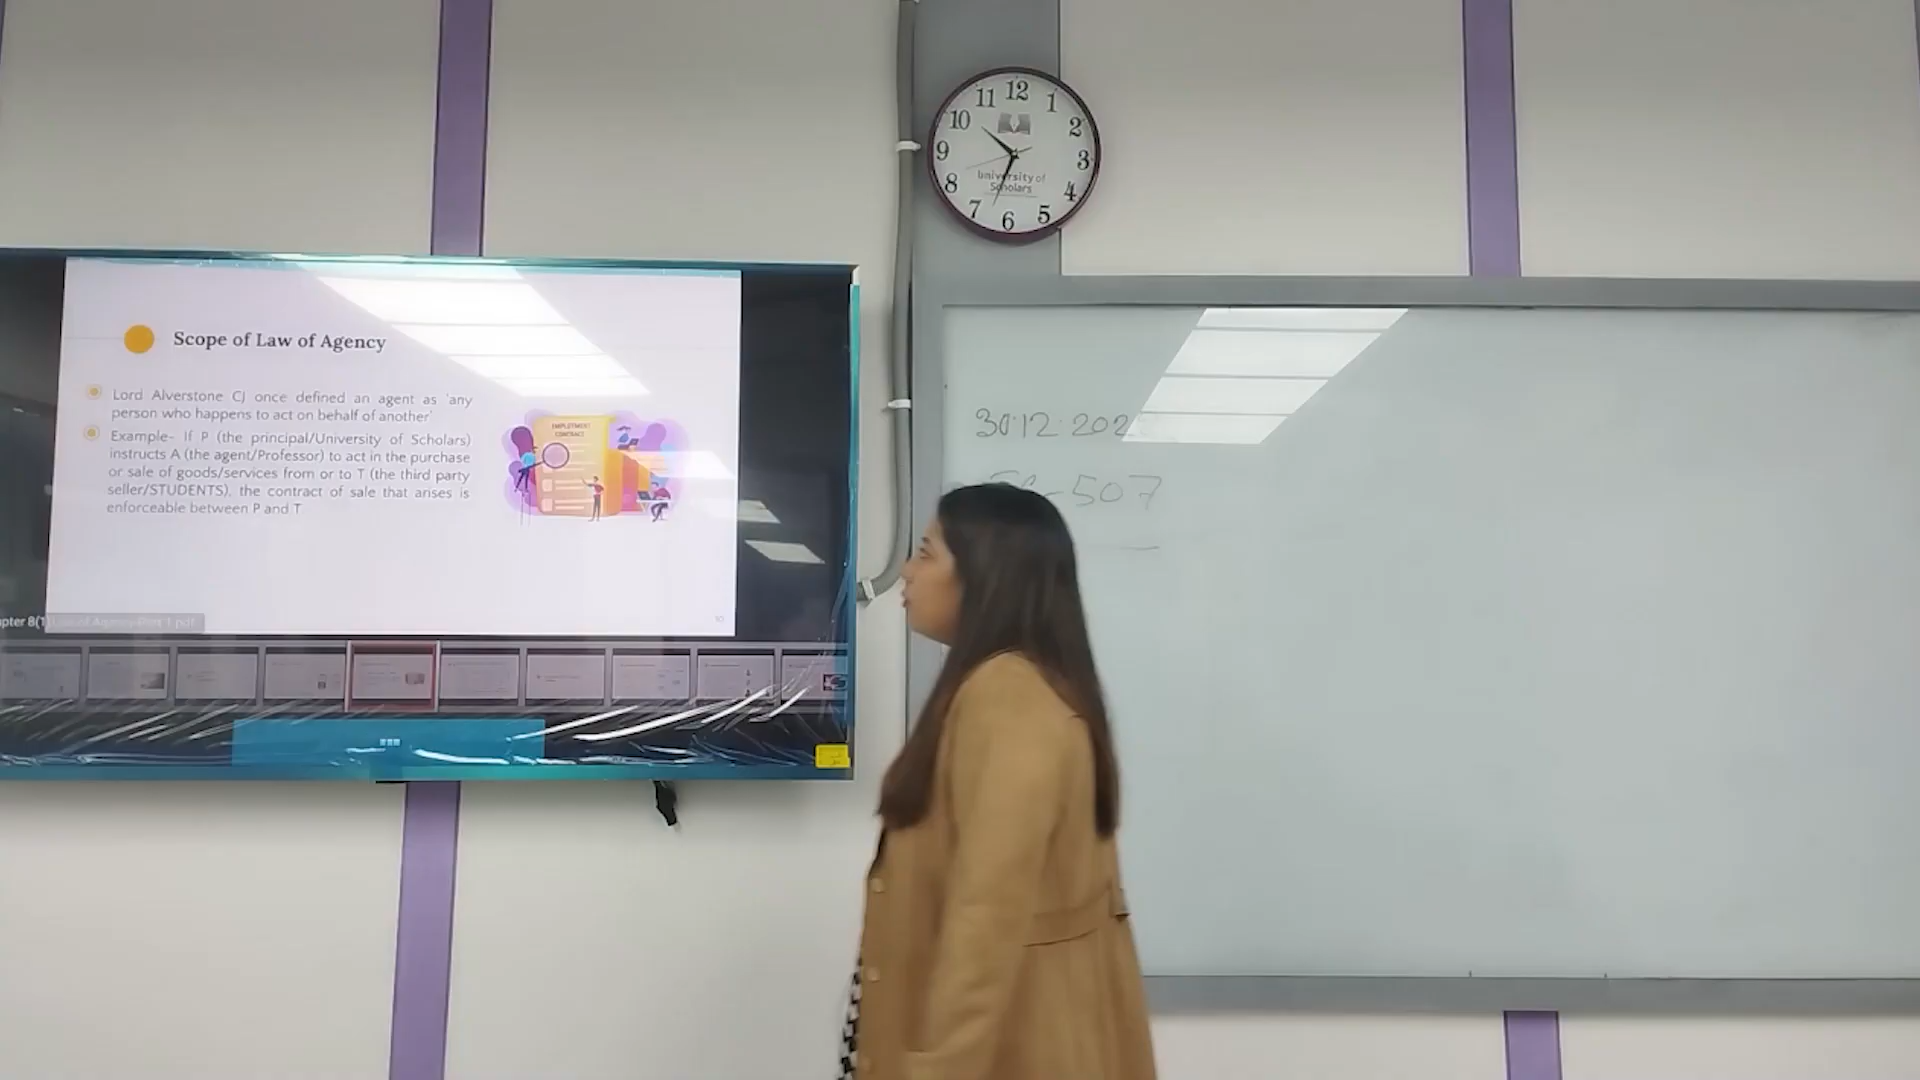 12
11
1
10
2
9
3
8
4
7
5
6
University of
Scholars
Scope of Law of Agency
Lord Alverstone CJ once defined an agent as 'any
person who happens to act on behalf of another'
Example- If P (the principal/University of Scholars)
instructs A (the agent/Professor) to act in the purchase
or sale of goods/services from or to T (the third party
seller/STUDENTS), the contract of sale that arises is
enforceable between P and T
EMPLOYMENT
CONTRACT
10
30.12.202
-507